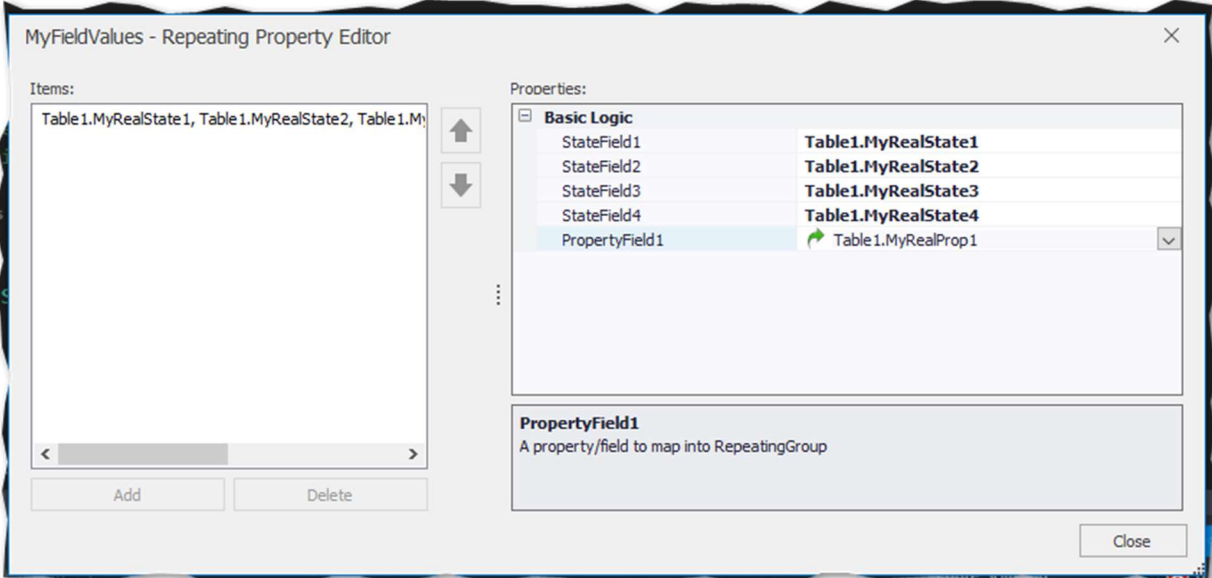 MyFieldValues - Repeating Property Editor
Items:
Table1.MyRealState1, Table1.MyRealState2, Table1.My
Add
Delete
Properties:
Basic Logic
StateField1 Table1.MyRealState1
StateField2 Table1.MyRealState2
StateField3 Table1.MyRealState3
StateField4 Table1.MyRealState4
PropertyField1 Table1.MyRealProp1
PropertyField1
A property/field to map into RepeatingGroup
Close